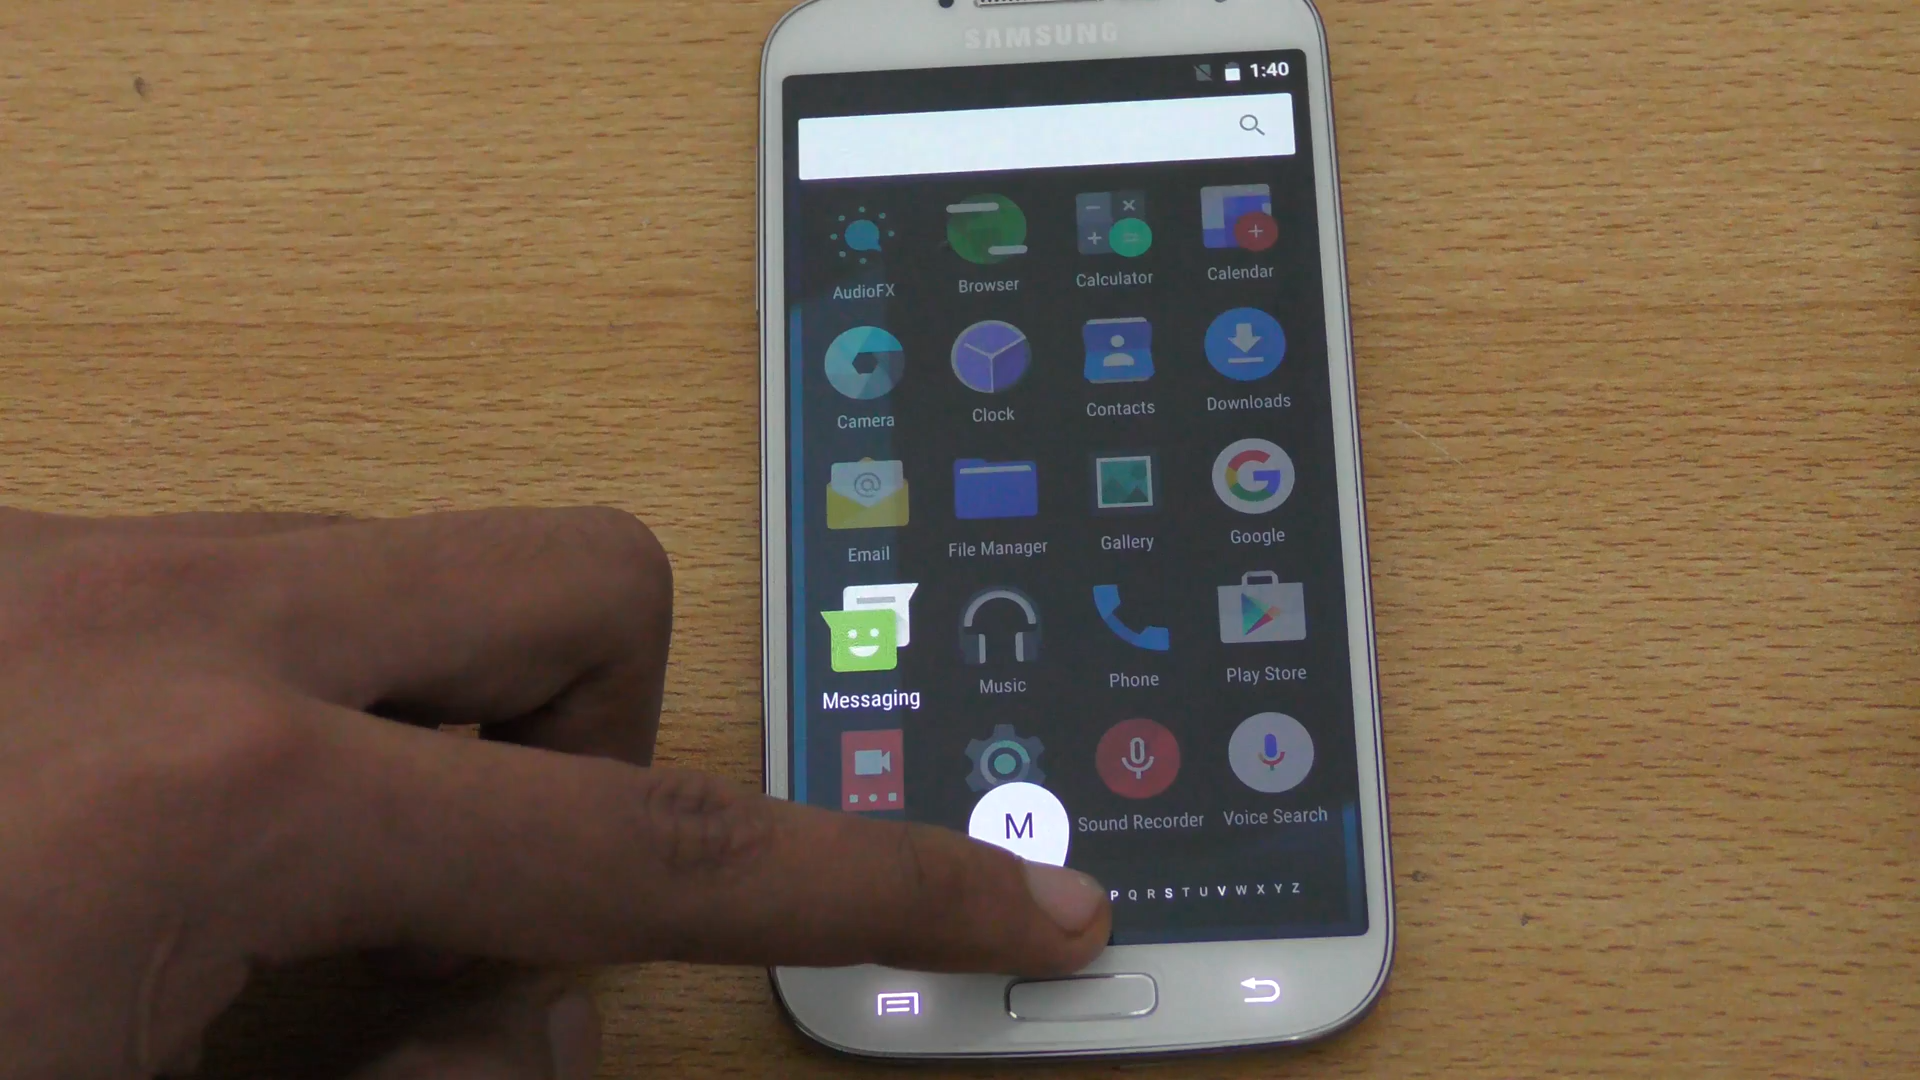 SAMSUNG
1:40
AudioFX Browser Calculator Calendar
Camera Clock Contacts Downloads
@
Email File Manager Gallery Google
Messaging Music Phone Play Store
M
Sound Recorder Voice Search
P Q R S T U V W X Y Z